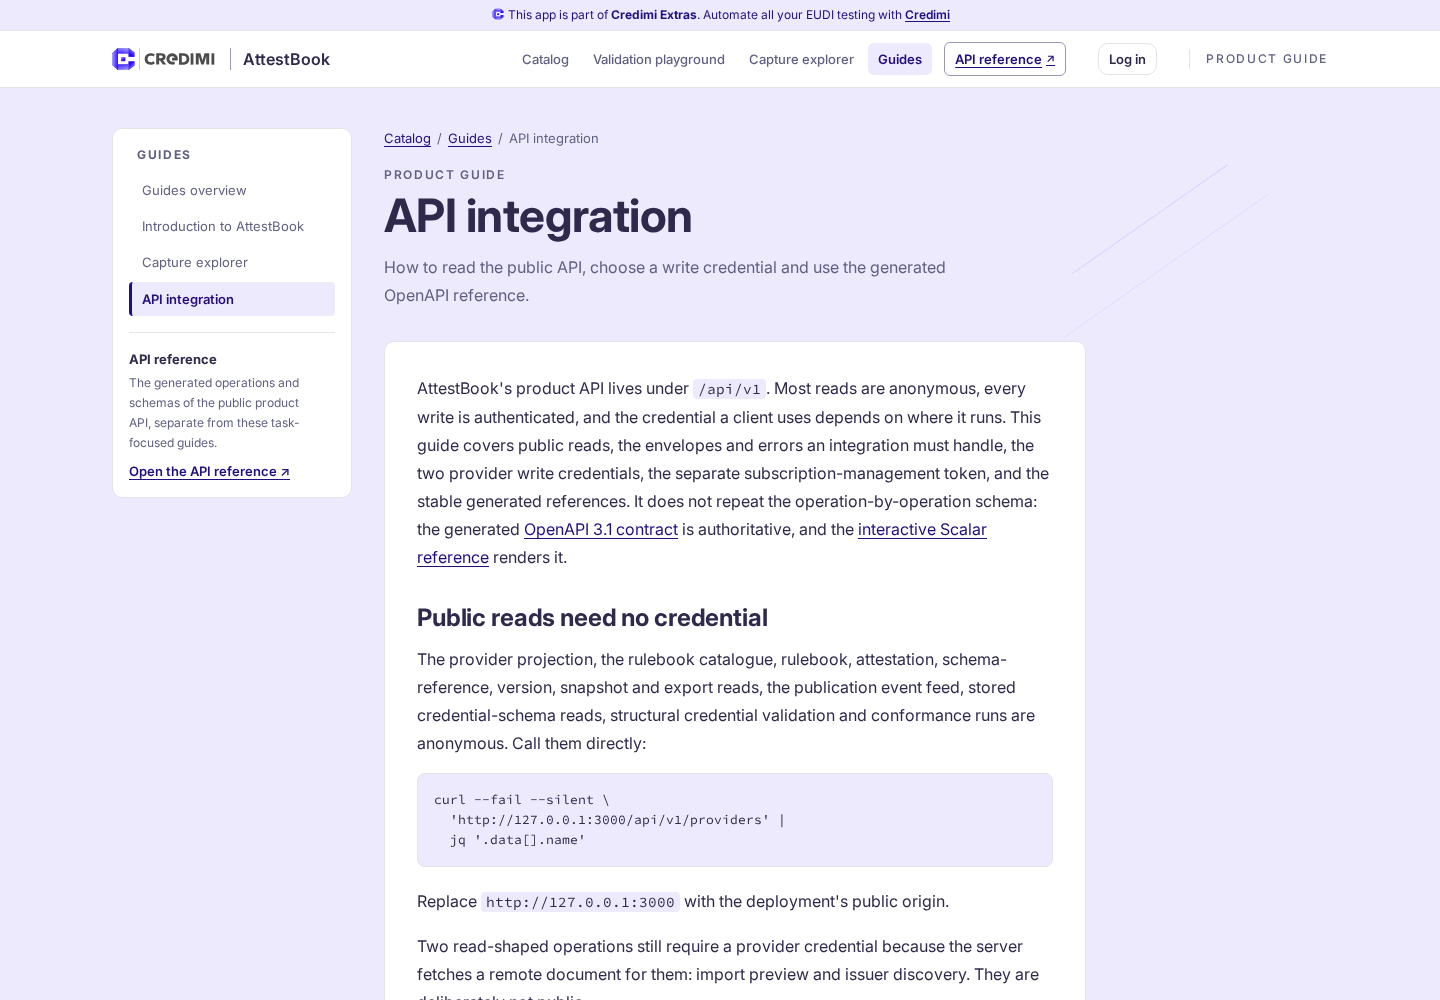 This app is part of Credimi Extras. Automate all your EUDI testing with Credimi
CREDIMI AttestBook
Catalog Validation playground Capture explorer Guides API reference ↗ Log in PRODUCT GUIDE
GUIDES
Guides overview
Introduction to AttestBook
Capture explorer
API integration
API reference
The generated operations and
schemas of the public product
API, separate from these task-
focused guides.
Open the API reference ↗
Catalog / Guides / API integration
PRODUCT GUIDE
API integration
How to read the public API, choose a write credential and use the generated
OpenAPI reference.
AttestBook's product API lives under /api/v1. Most reads are anonymous, every
write is authenticated, and the credential a client uses depends on where it runs. This
guide covers public reads, the envelopes and errors an integration must handle, the
two provider write credentials, the separate subscription-management token, and the
stable generated references. It does not repeat the operation-by-operation schema:
the generated OpenAPI 3.1 contract is authoritative, and the interactive Scalar
reference renders it.
Public reads need no credential
The provider projection, the rulebook catalogue, rulebook, attestation, schema-
reference, version, snapshot and export reads, the publication event feed, stored
credential-schema reads, structural credential validation and conformance runs are
anonymous. Call them directly:
curl --fail --silent \
'http://127.0.0.1:3000/api/v1/providers' |
jq '.data[].name'
Replace http://127.0.0.1:3000 with the deployment's public origin.
Two read-shaped operations still require a provider credential because the server
fetches a remote document for them: import preview and issuer discovery. They are
deliberately not public.